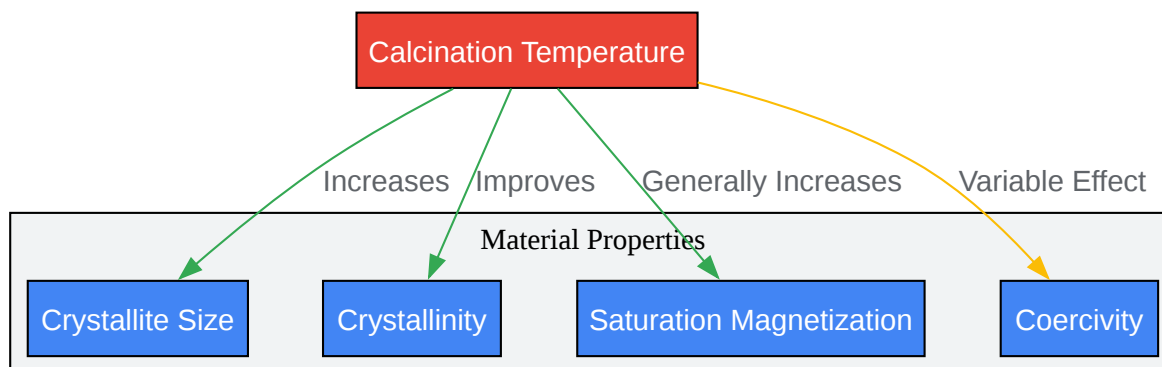 Calcination Temperature
Increases
Improves
Generally Increases
Variable Effect
Material Properties
Crystallite Size
Crystallinity
Saturation Magnetization
Coercivity